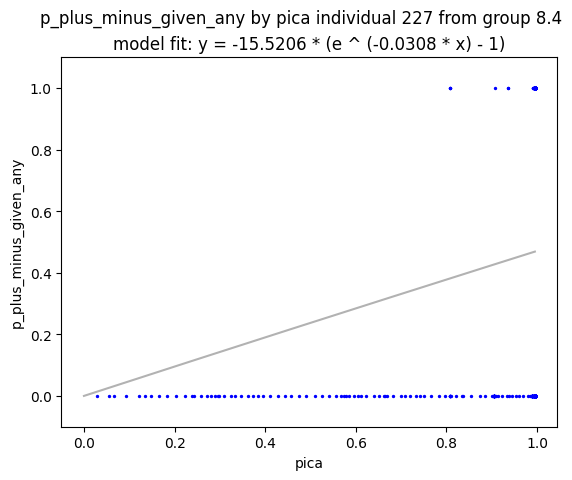 p_plus_minus_given_any by pica individual 227 from group 8.4
model fit: y = -15.5206 * (e ^ (-0.0308 * x) - 1)
p_plus_minus_given_any
1.0
0.8
0.6
0.4
0.2
0.0
0.0 0.2 0.4 0.6 0.8 1.0
pica